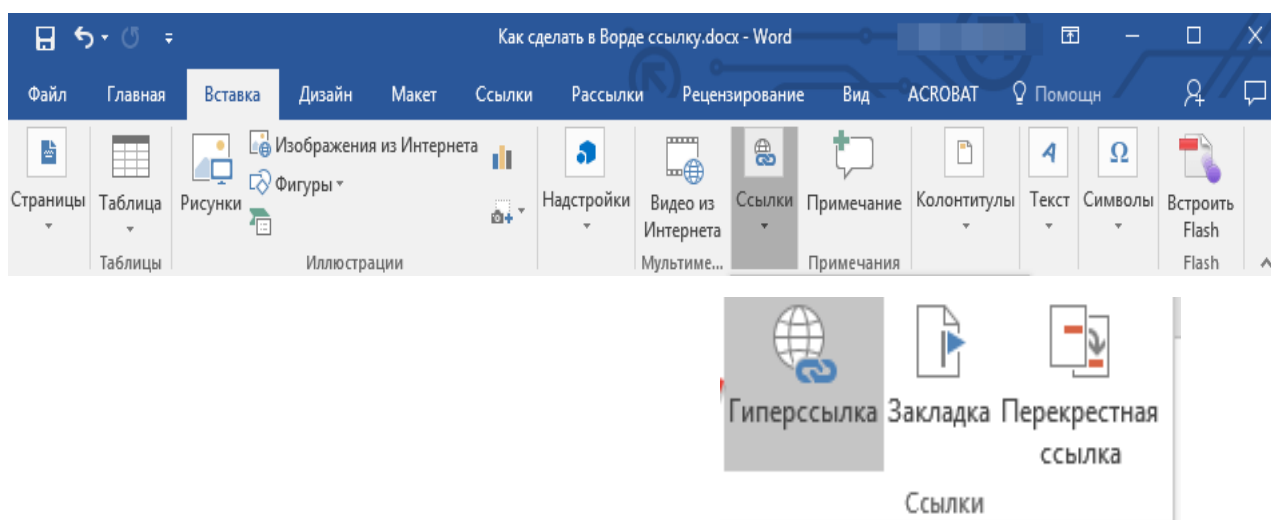 Как сделать в Ворде ссылку.docx - Word
Файл Главная Вставка Дизайн Макет Ссылки Рассылки Рецензирование Вид ACROBAT Помощн
Изображения из Интернета
Фигуры
Страницы Таблица Рисунки Надстройки Видео из Интернета Ссылки Примечание Колонтитулы Текст Символы Встроить Flash
Таблицы Иллюстрации Мультиме... Примечания Flash
Гиперссылка Закладка Перекрестная
ссылка
Ссылки